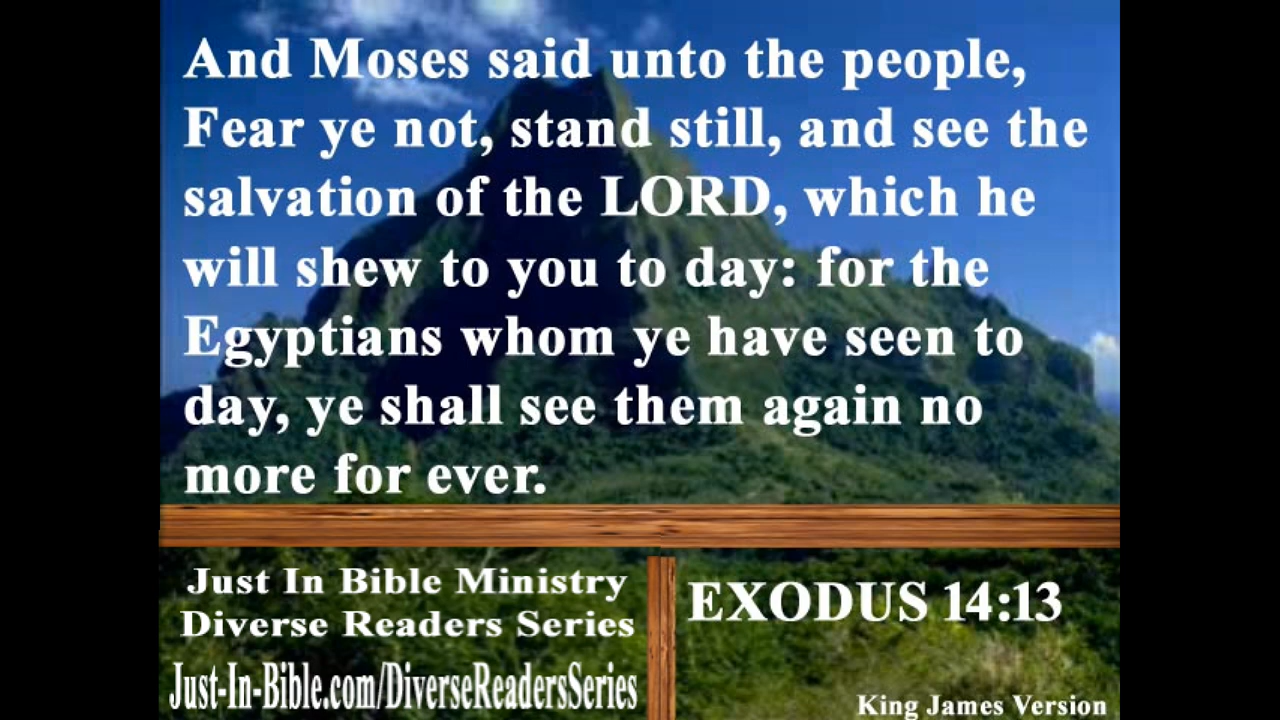 And Moses said unto the people,
Fear ye not, stand still, and see the
salvation of the LORD, which he
will shew to you to day: for the
Egyptians whom ye have seen to
day, ye shall see them again no
more for ever.
Just In Bible Ministry
Diverse Readers Series
Just-In-Bible.com/DiverseReadersSeries
EXODUS 14:13
King James Version